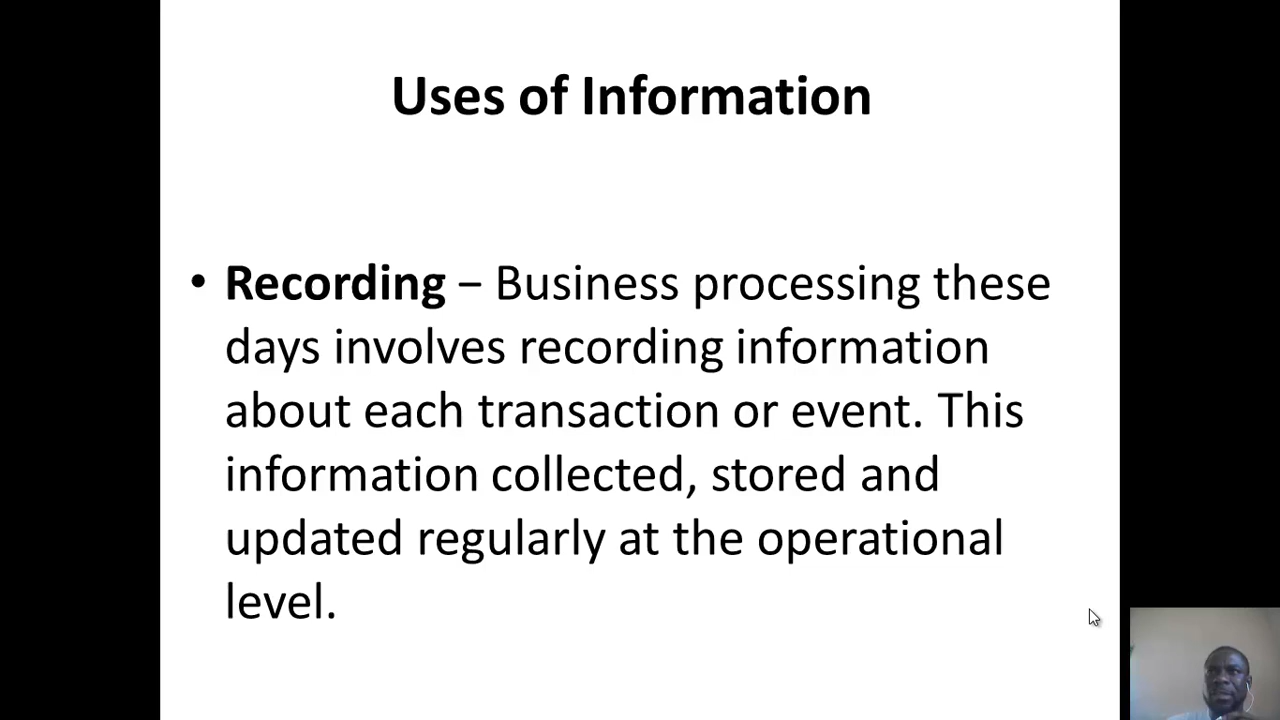 Uses of Information
• Recording – Business processing these
days involves recording information
about each transaction or event. This
information collected, stored and
updated regularly at the operational
level.